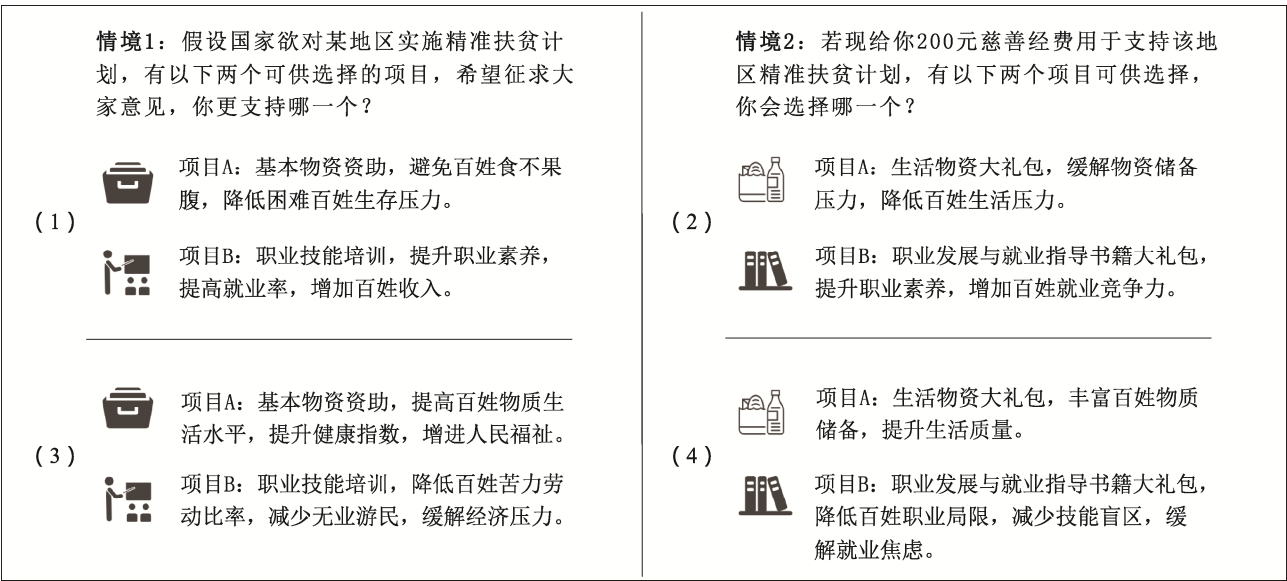 情境1：假设国家欲对某地区实施精准扶贫计
划，有以下两个可供选择的项目，希望征求大
家意见，你更支持哪一个？
（1）
项目A：基本物资资助，避免百姓食不果
腹，降低困难百姓生存压力。
项目B：职业技能培训，提升职业素养，
提高就业率，增加百姓收入。
（3）
项目A：基本物资资助，提高百姓物质生
活水平，提升健康指数，增进人民福祉。
项目B：职业技能培训，降低百姓苦力劳
动比率，减少无业游民，缓解经济压力。
情境2：若现给你200元慈善经费用于支持该地
区精准扶贫计划，有以下两个项目可供选择，
你会选择哪一个？
（2）
项目A：生活物资大礼包，缓解物资储备
压力，降低百姓生活压力。
项目B：职业发展与就业指导书籍大礼包，
提升职业素养，增加百姓就业竞争力。
（4）
项目A：生活物资大礼包，丰富百姓物质
储备，提升生活质量。
项目B：职业发展与就业指导书籍大礼包，
降低百姓职业局限，减少技能盲区，缓
解就业焦虑。